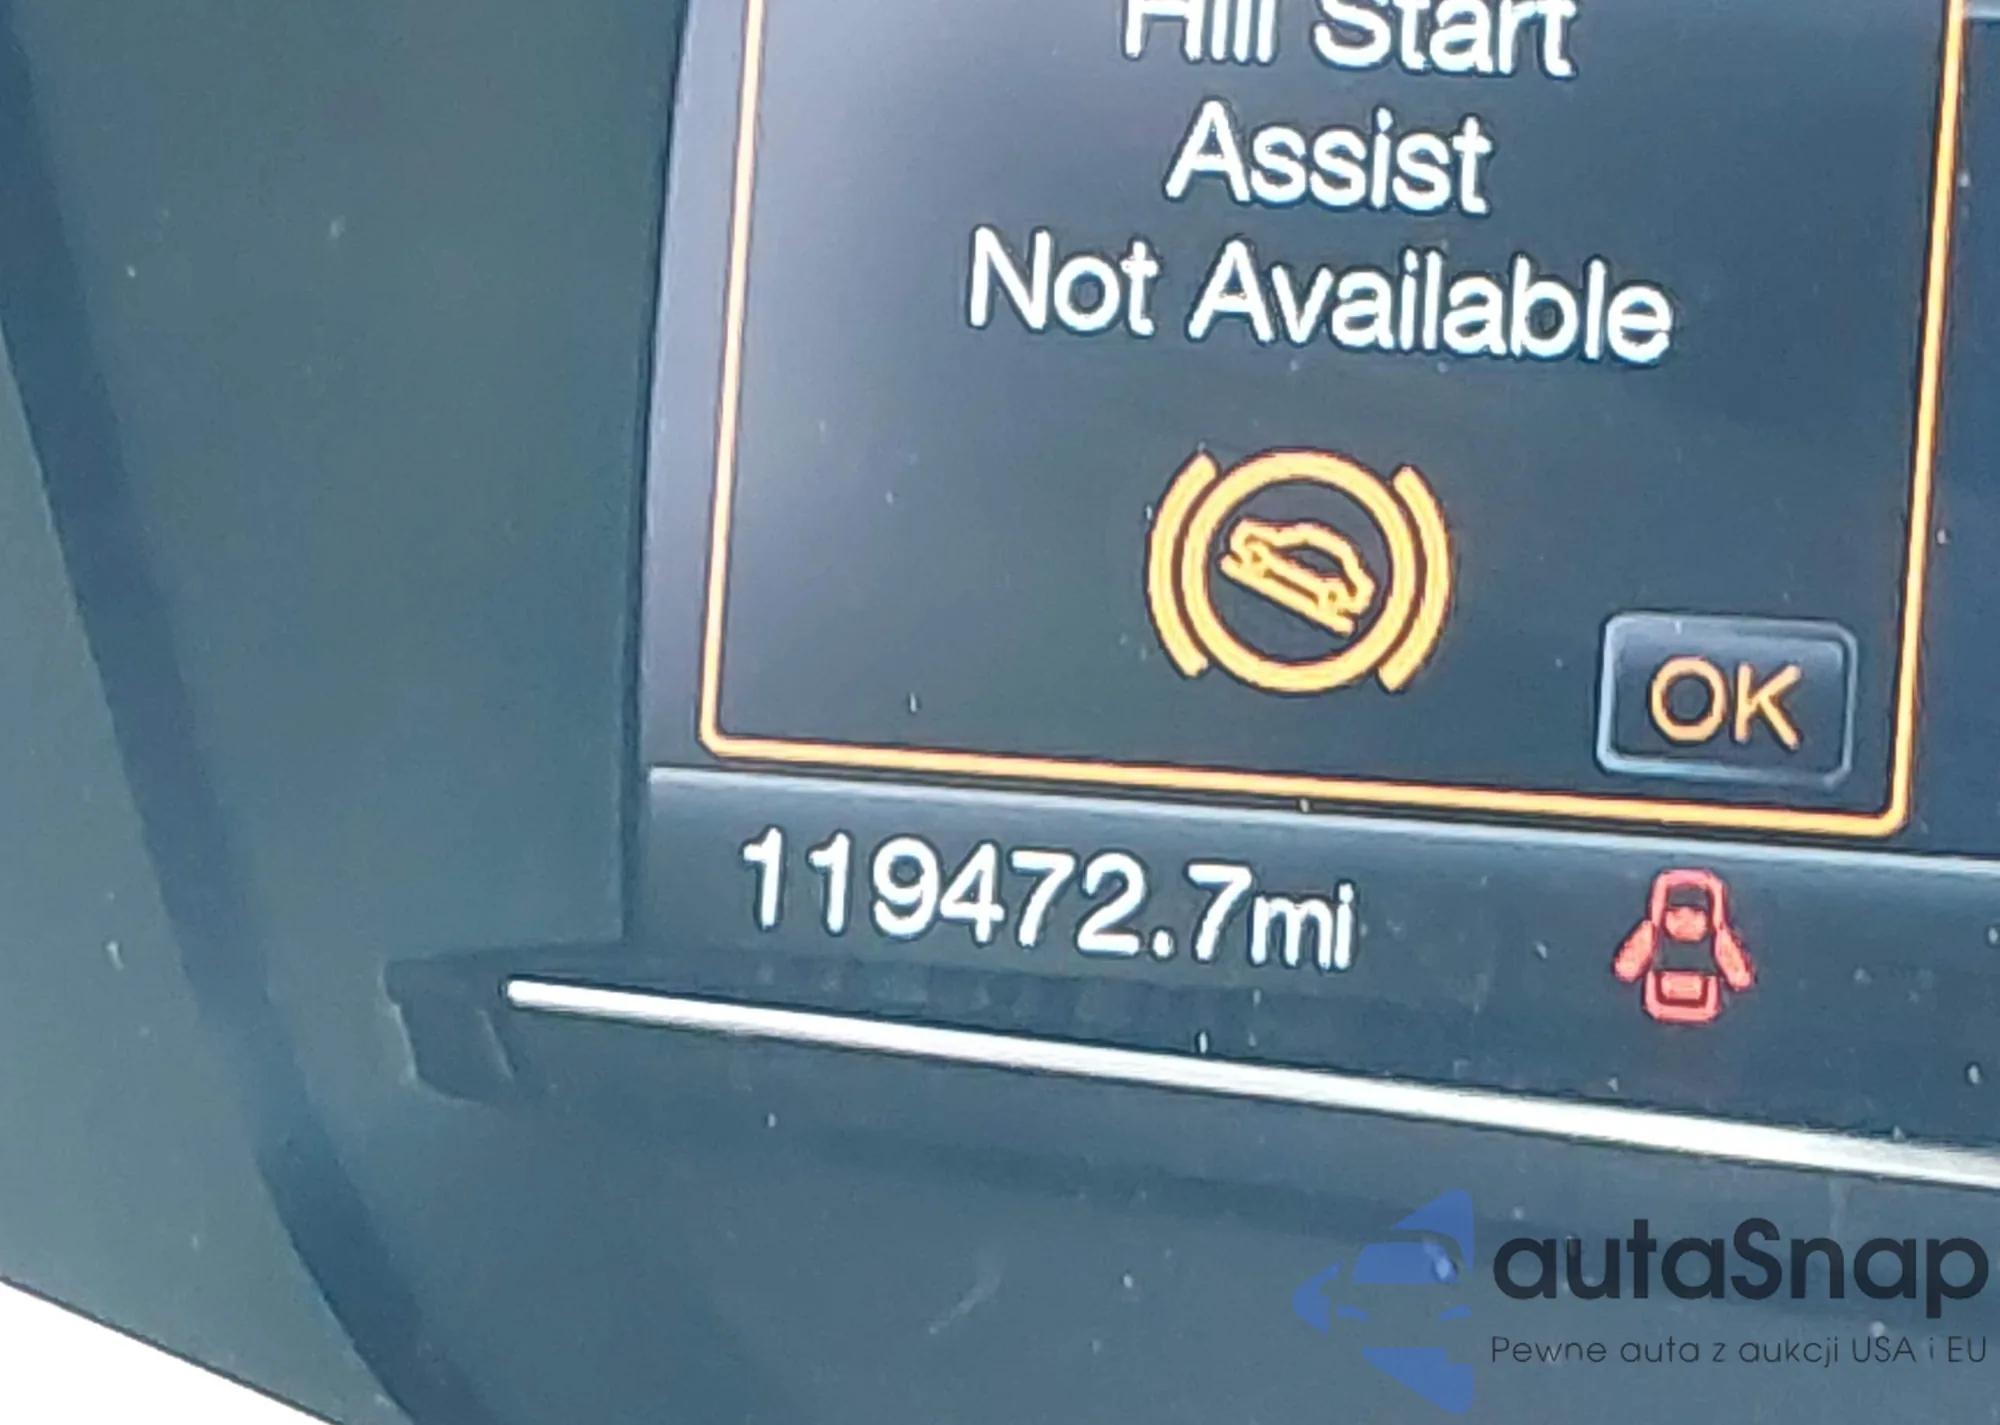 Hill Start
Assist
Not Available
OK
119472.7mi
autaSnap
Pewne auta z aukcji USA i EU